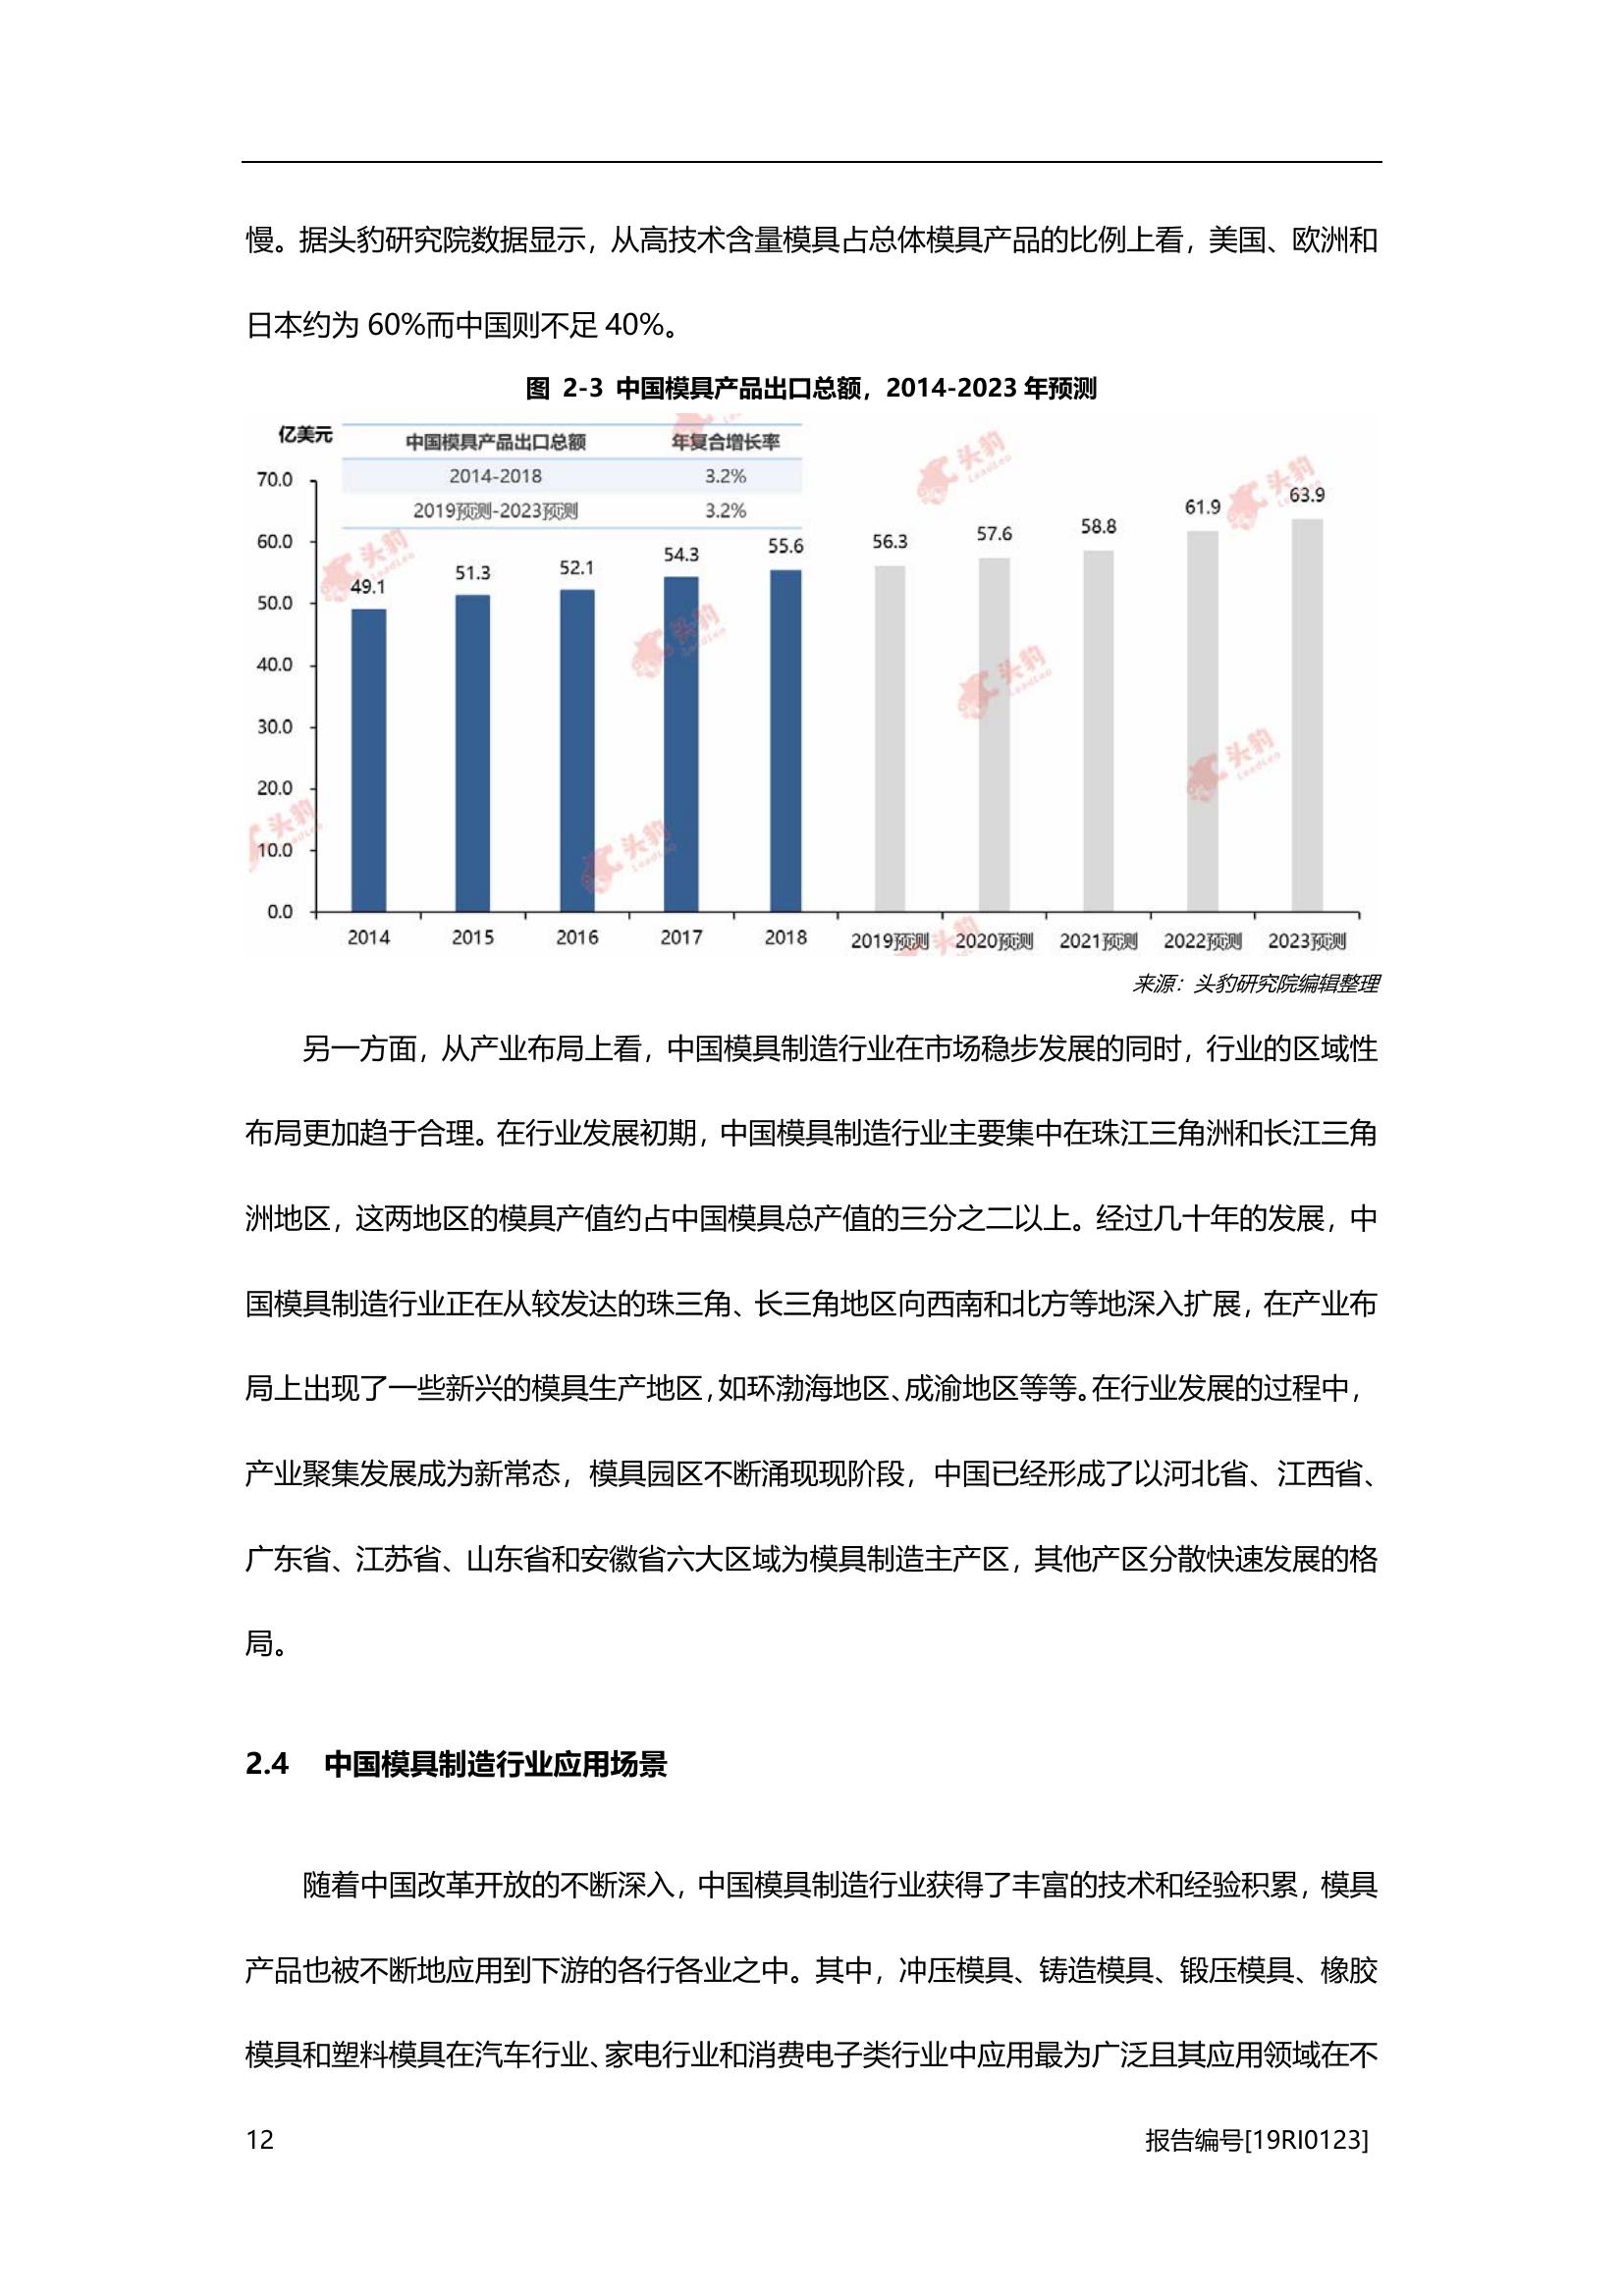 慢。据头豹研究院数据显示，从高技术含量模具占总体模具产品的比例上看，美国、欧洲和
日本约为 60%而中国则不足 40%。
图 2-3 中国模具产品出口总额，2014-2023 年预测
亿美元
中国模具产品出口总额 年复合增长率
2014-2018 3.2%
2019预测-2023预测 3.2%
70.0
60.0
50.0
40.0
30.0
20.0
10.0
0.0
49.1 51.3 52.1 54.3 55.6 56.3 57.6 58.8 61.9 63.9
2014 2015 2016 2017 2018 2019预测 2020预测 2021预测 2022预测 2023预测
头豹 LeadLeo
来源：头豹研究院编辑整理
另一方面，从产业布局上看，中国模具制造行业在市场稳步发展的同时，行业的区域性
布局更加趋于合理。在行业发展初期，中国模具制造行业主要集中在珠江三角洲和长江三角
洲地区，这两地区的模具产值约占中国模具总产值的三分之二以上。经过几十年的发展，中
国模具制造行业正在从较发达的珠三角、长三角地区向西南和北方等地深入扩展，在产业布
局上出现了一些新兴的模具生产地区，如环渤海地区、成渝地区等等。在行业发展的过程中，
产业聚集发展成为新常态，模具园区不断涌现现阶段，中国已经形成了以河北省、江西省、
广东省、江苏省、山东省和安徽省六大区域为模具制造主产区，其他产区分散快速发展的格
局。
2.4 中国模具制造行业应用场景
随着中国改革开放的不断深入，中国模具制造行业获得了丰富的技术和经验积累，模具
产品也被不断地应用到下游的各行各业之中。其中，冲压模具、铸造模具、锻压模具、橡胶
模具和塑料模具在汽车行业、家电行业和消费电子类行业中应用最为广泛且其应用领域在不
12 报告编号[19RI0123]